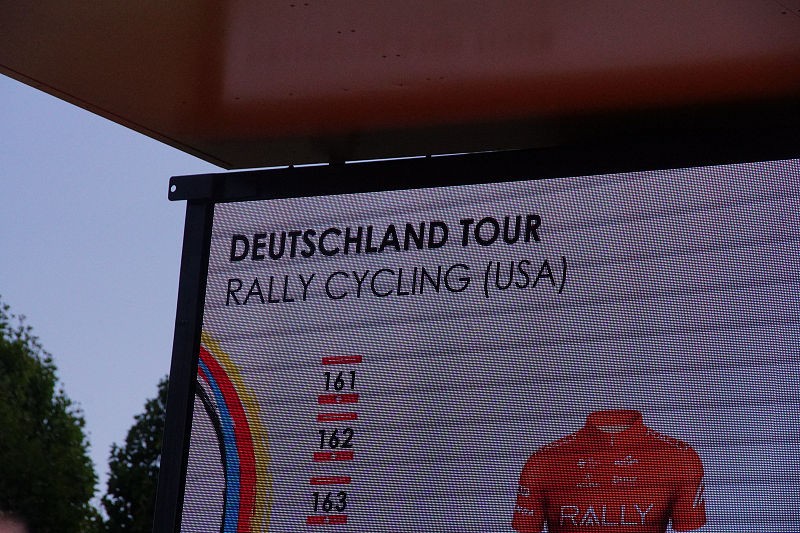 DEUTSCHLAND TOUR
RALLY CYCLING (USA)
161
162
163
RALLY